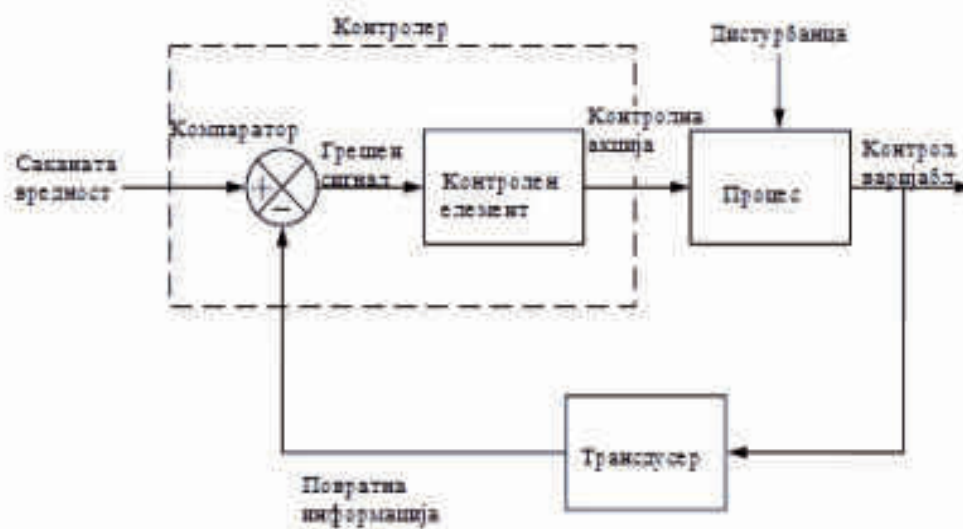 Контролер
Дистурбанца
Компаратор
Саканата
вредност
Грешен
сигнал
Контролен
елемент
Контролна
акција
Процес
Контрол.
варијабл.
Трансдусер
Повратна
информација